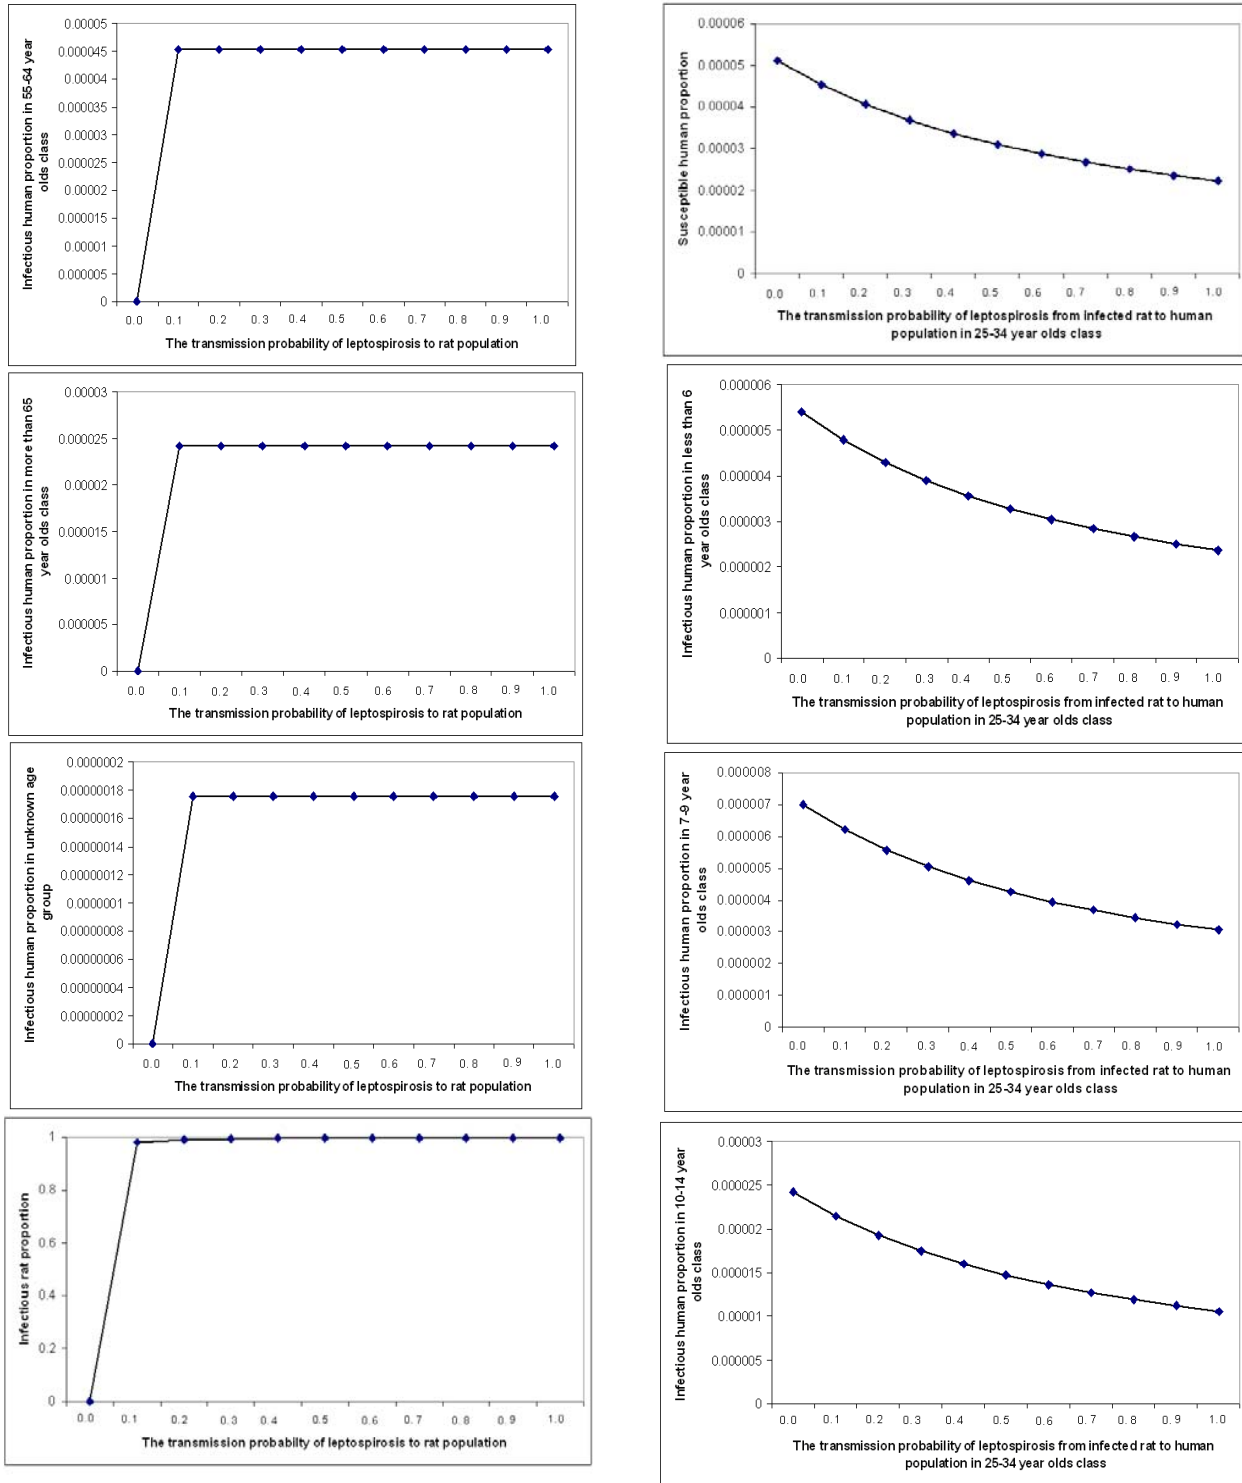 Infectious human proportion in 55-64 year
olds class
0.00005
0.000045
0.00004
0.000035
0.00003
0.000025
0.00002
0.000015
0.00001
0.000005
0
0.0 0.1 0.2 0.3 0.4 0.5 0.6 0.7 0.8 0.9 1.0
The transmission probability of leptospirosis to rat population
Infectious human proportion in more than 65
year olds class
0.00003
0.000025
0.00002
0.000015
0.00001
0.000005
0
0.0 0.1 0.2 0.3 0.4 0.5 0.6 0.7 0.8 0.9 1.0
The transmission probability of leptospirosis to rat population
Infectious human proportion in unknown age
group
0.0000002
0.00000018
0.00000016
0.00000014
0.00000012
0.0000001
0.00000008
0.00000006
0.00000004
0.00000002
0
0.0 0.1 0.2 0.3 0.4 0.5 0.6 0.7 0.8 0.9 1.0
The transmission probability of leptospirosis to rat population
Infectious rat proportion
1
0.8
0.6
0.4
0.2
0
0.0 0.1 0.2 0.3 0.4 0.5 0.6 0.7 0.8 0.9 1.0
The transmission probabilty of leptospirosis to rat population
Susceptible human proportion
0.00006
0.00005
0.00004
0.00003
0.00002
0.00001
0
0.0 0.1 0.2 0.3 0.4 0.5 0.6 0.7 0.8 0.9 1.0
The transmission probability of leptospirosis from infected rat to human
population in 25-34 year olds class
Infectious human proportion in less than 6
year olds class
0.000006
0.000005
0.000004
0.000003
0.000002
0.000001
0
0.0 0.1 0.2 0.3 0.4 0.5 0.6 0.7 0.8 0.9 1.0
The transmission probability of leptospirosis from infected rat to human
population in 25-34 year olds class
Infectious human proportion in 7-9 year
olds class
0.000008
0.000007
0.000006
0.000005
0.000004
0.000003
0.000002
0.000001
0
0.0 0.1 0.2 0.3 0.4 0.5 0.6 0.7 0.8 0.9 1.0
The transmission probability of leptospirosis from infected rat to human
population in 25-34 year olds class
Infectious human proportion in 10-14 year
olds class
0.00003
0.000025
0.00002
0.000015
0.00001
0.000005
0
0.0 0.1 0.2 0.3 0.4 0.5 0.6 0.7 0.8 0.9 1.0
The transmission probability of leptospirosis from infected rat to human
population in 25-34 year olds class